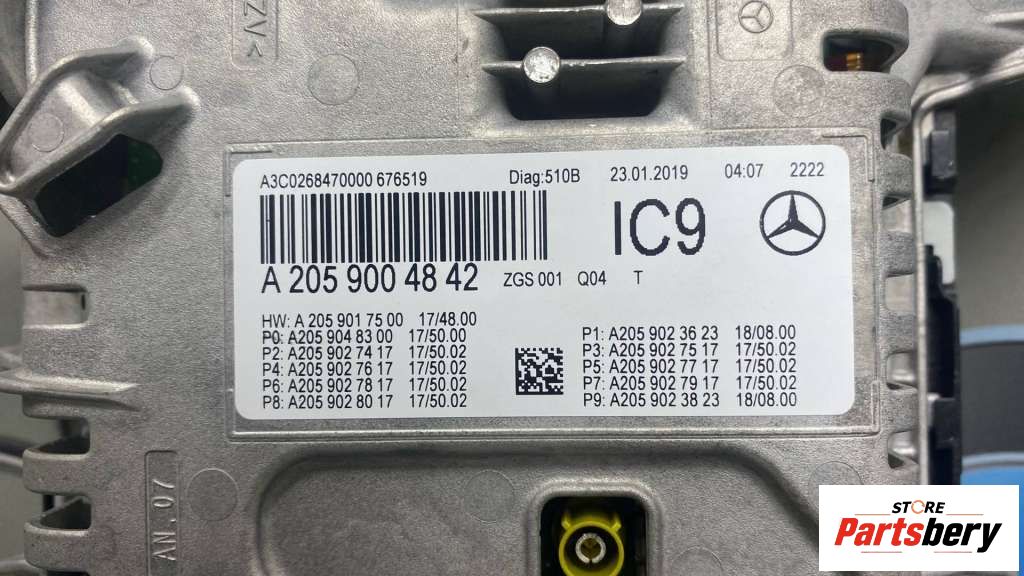 ZV<
A3C0268470000 676519 Diag:510B 23.01.2019 04:07 2222
IC9
A 205 900 48 42 ZGS 001 Q04 T
HW: A 205 901 75 00 17/48.00
P0: A205 904 83 00 17/50.00 P1: A205 902 36 23 18/08.00
P2: A205 902 74 17 17/50.02 P3: A205 902 75 17 17/50.02
P4: A205 902 76 17 17/50.02 P5: A205 902 77 17 17/50.02
P6: A205 902 78 17 17/50.02 P7: A205 902 79 17 17/50.02
P8: A205 902 80 17 17/50.02 P9: A205 902 38 23 18/08.00
AN.07
STORE
Partsbery